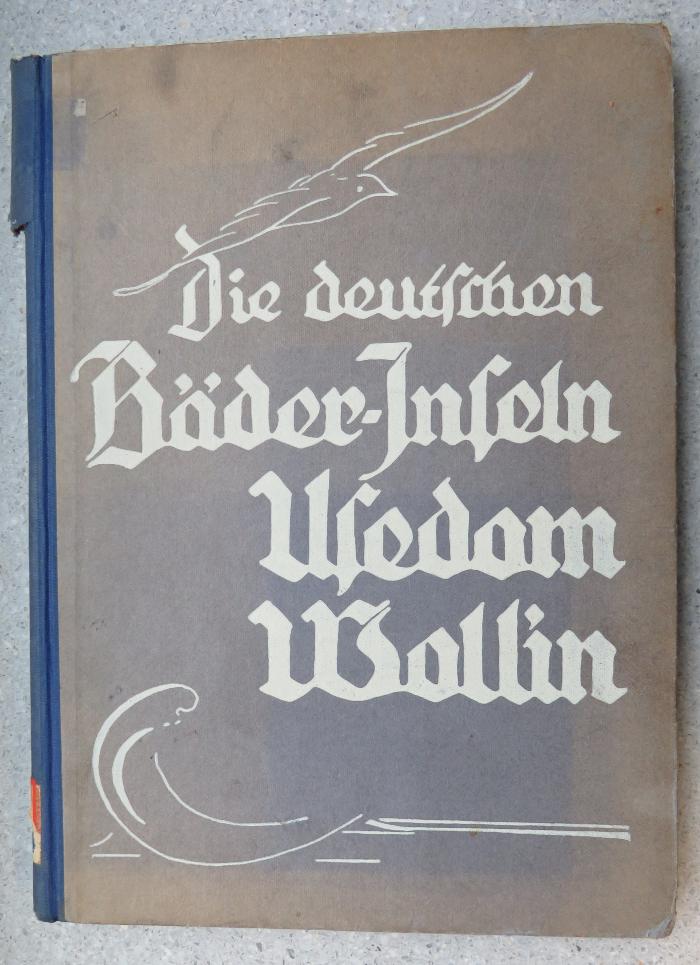 Die deutschen
Bäder-Inseln
Usedom
Wollin